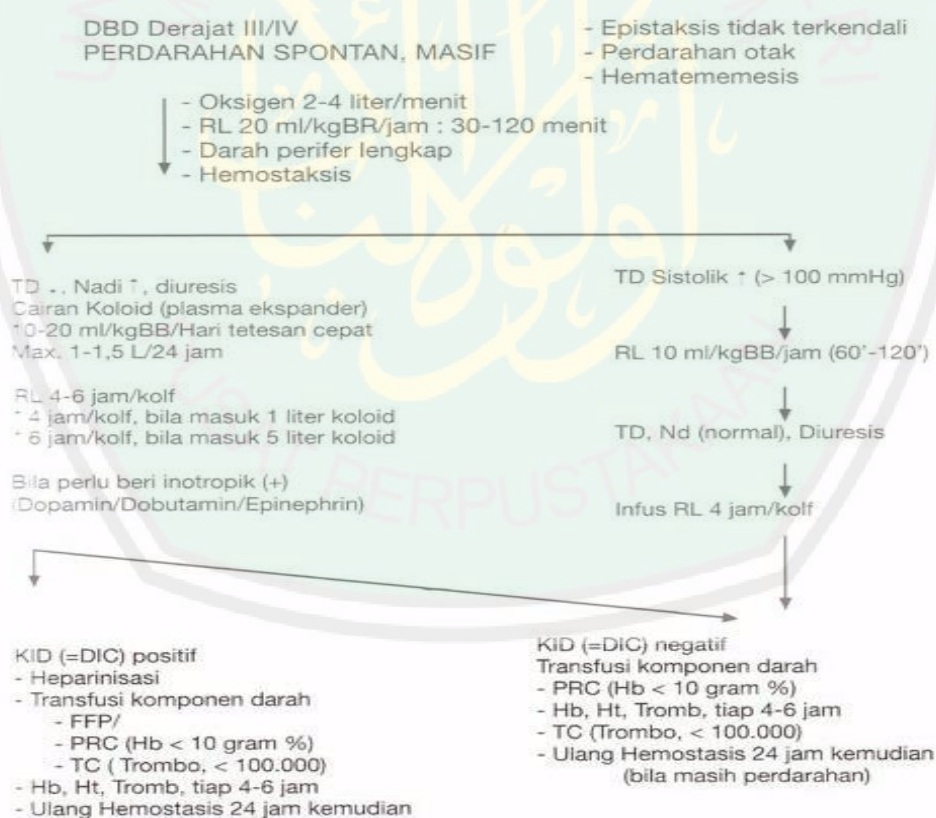 DBD Derajat III/IV
PERDARAHAN SPONTAN, MASIF
- Epistaksis tidak terkendali
- Perdarahan otak
- Hematememesis
- Oksigen 2-4 liter/menit
- RL 20 ml/kgBR/jam : 30-120 menit
- Darah perifer lengkap
- Hemostaksis
TD .. Nadi ↑, diuresis
Cairan Koloid (plasma ekspander)
10-20 ml/kgBB/Hari tetesan cepat
Max. 1-1,5 L/24 jam
RL 4-6 jam/kolf
* 4 jam/kolf, bila masuk 1 liter koloid
* 6 jam/kolf, bila masuk 5 liter koloid
Bila perlu beri inotropik (+)
(Dopamin/Dobutamin/Epinephrin)
TD Sistolik ↑ (> 100 mmHg)
RL 10 ml/kgBB/jam (60'-120')
TD, Nd (normal), Diuresis
Infus RL 4 jam/kolf
KID (=DIC) positif
- Heparinisasi
- Transfusi komponen darah
- FFP/
- PRC (Hb < 10 gram %)
- TC ( Trombo, < 100.000)
- Hb, Ht, Tromb, tiap 4-6 jam
- Ulang Hemostasis 24 jam kemudian
KID (=DIC) negatif
Transfusi komponen darah
- PRC (Hb < 10 gram %)
- Hb, Ht, Tromb, tiap 4-6 jam
- TC (Trombo, < 100.000)
- Ulang Hemostasis 24 jam kemudian
(bila masih perdarahan)